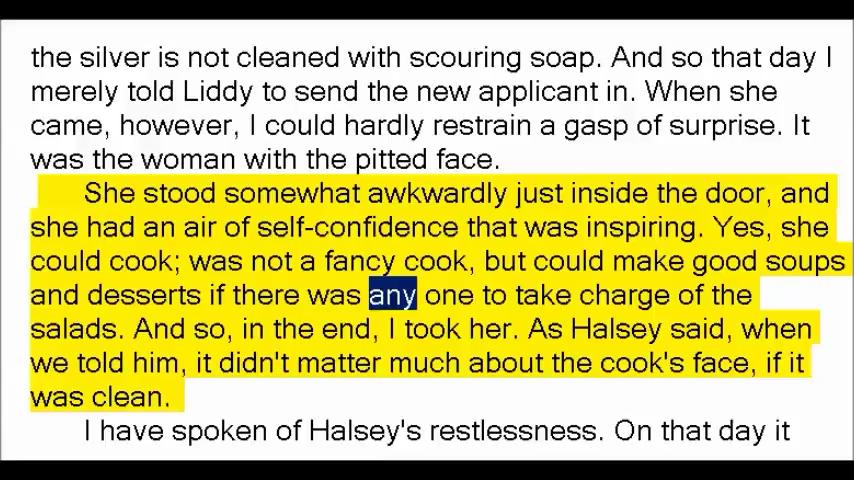 the silver is not cleaned with scouring soap. And so that day I
merely told Liddy to send the new applicant in. When she
came, however, I could hardly restrain a gasp of surprise. It
was the woman with the pitted face.
She stood somewhat awkwardly just inside the door, and
she had an air of self-confidence that was inspiring. Yes, she
could cook; was not a fancy cook, but could make good soups
and desserts if there was any one to take charge of the
salads. And so, in the end, I took her. As Halsey said, when
we told him, it didn't matter much about the cook's face, if it
was clean.
I have spoken of Halsey's restlessness. On that day it